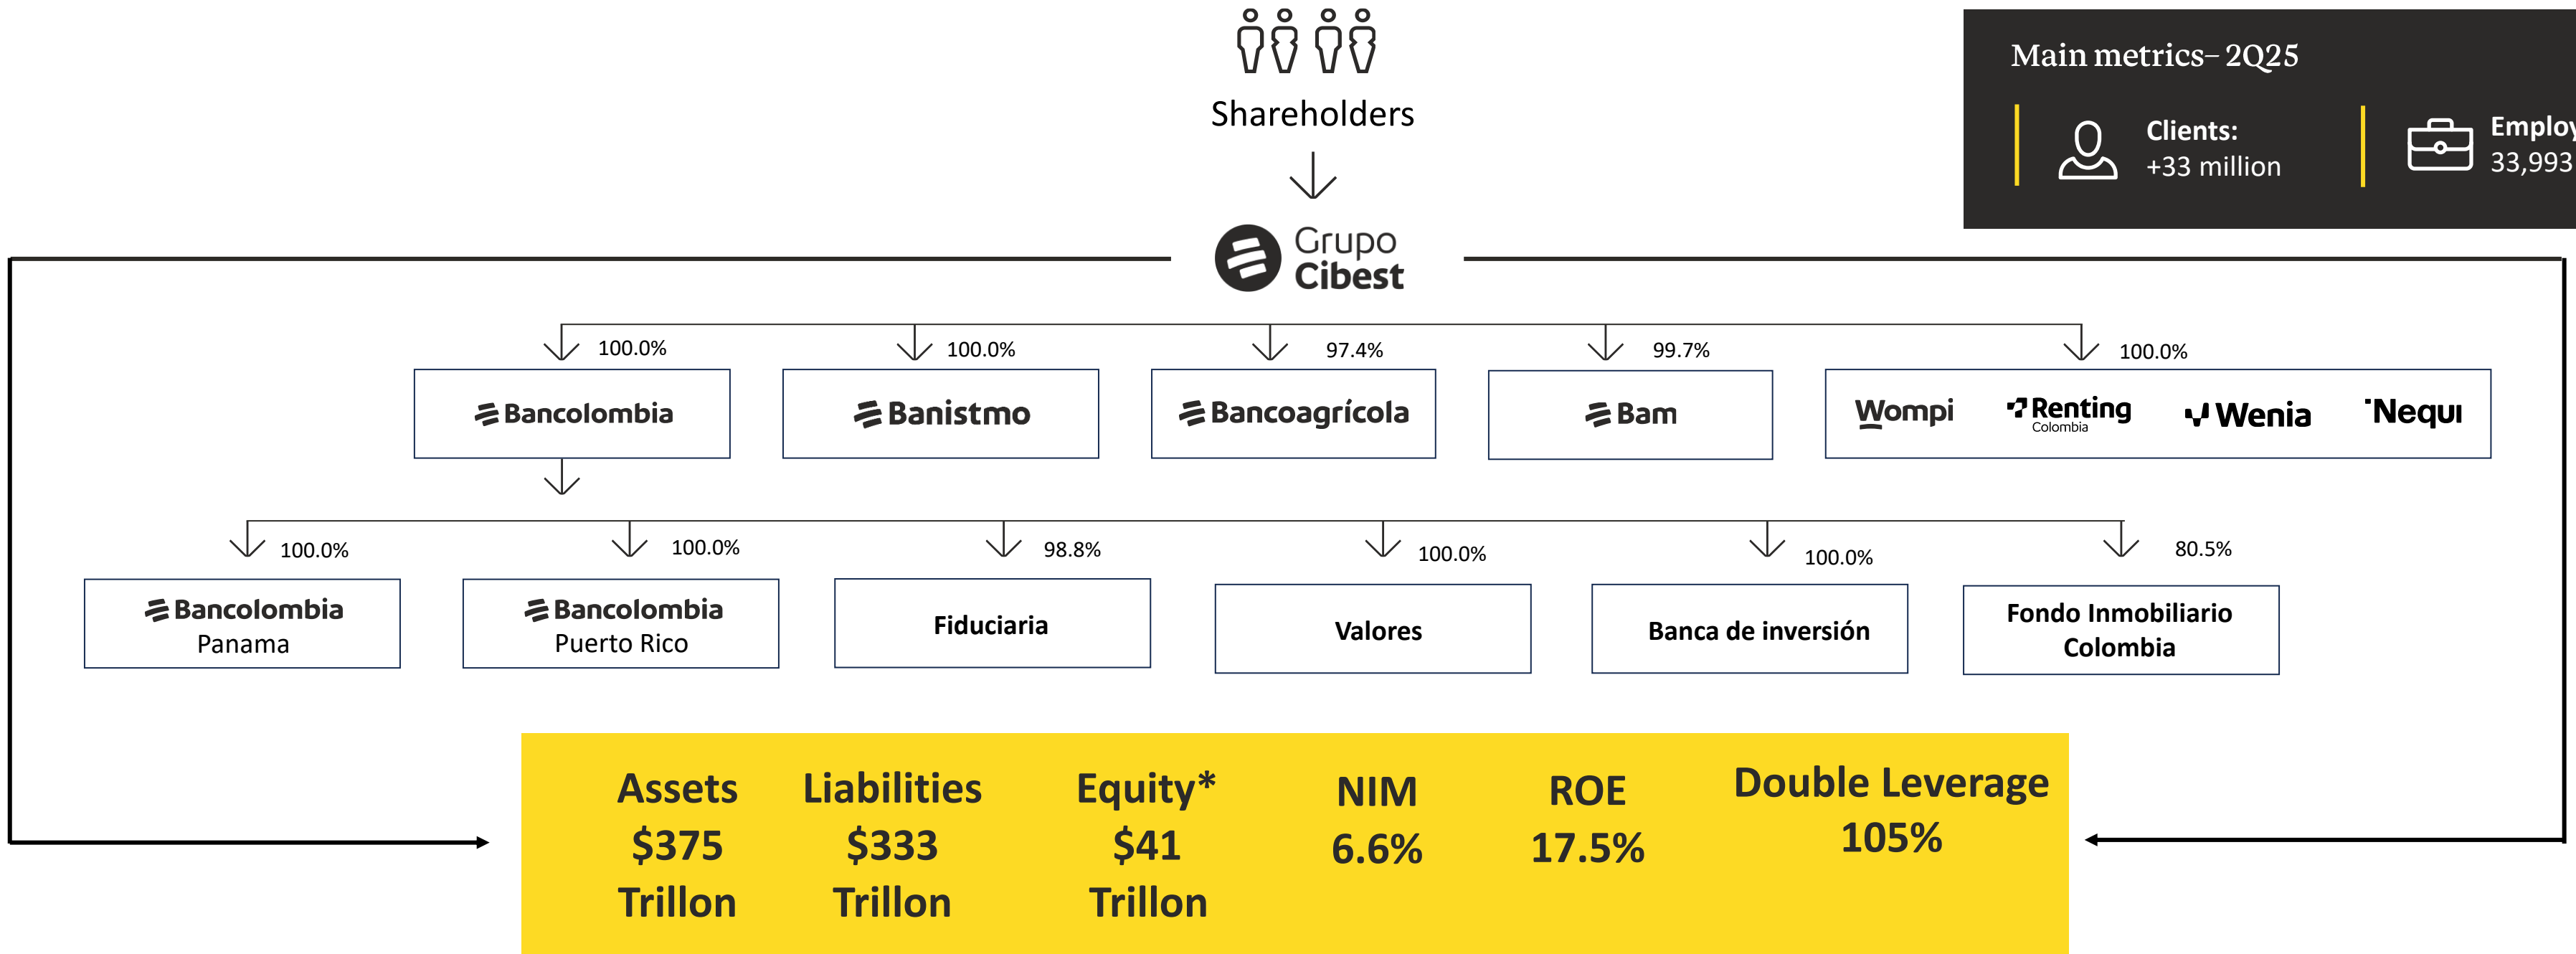 Shareholders
Main metrics– 2Q25
Clients:
+33 million
Employ
33,993
Grupo
Cibest
100.0%
100.0%
97.4%
99.7%
100.0%
Bancolombia
Banistmo
Bancoagrícola
Bam
Wompi
Renting
Colombia
Wenia
Nequi
100.0%
100.0%
98.8%
100.0%
100.0%
80.5%
Bancolombia
Panama
Bancolombia
Puerto Rico
Fiduciaria
Valores
Banca de inversión
Fondo Inmobiliario
Colombia
Assets
$375
Trillon
Liabilities
$333
Trillon
Equity*
$41
Trillon
NIM
6.6%
ROE
17.5%
Double Leverage
105%